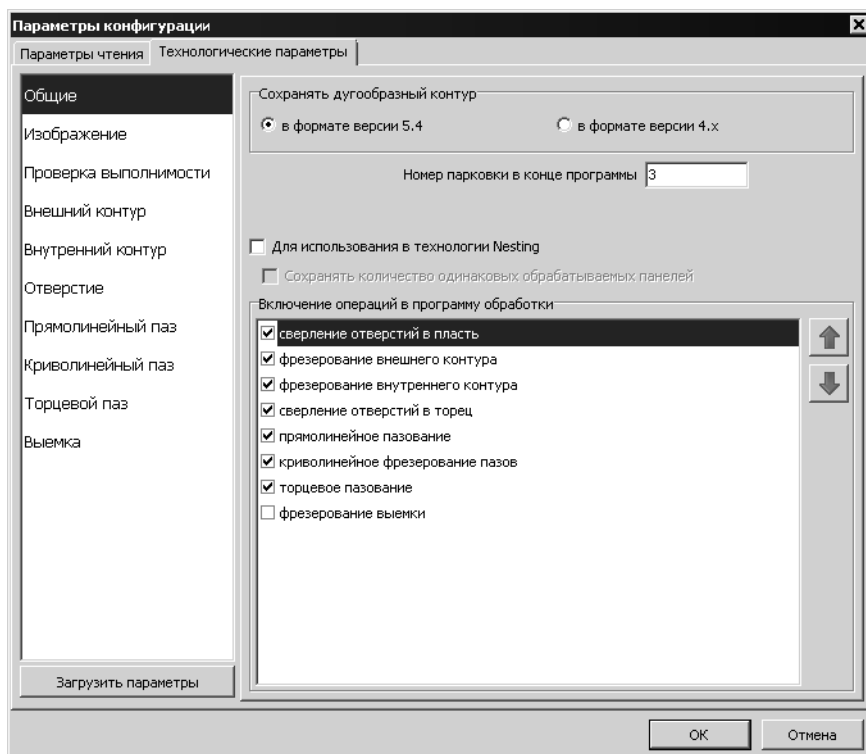 Параметры конфигурации
Параметры чтения
Технологические параметры
Общие
Изображение
Проверка выполнимости
Внешний контур
Внутренний контур
Отверстие
Прямолинейный паз
Криволинейный паз
Торцевой паз
Выемка
Загрузить параметры
Сохранять дугообразный контур
в формате версии 5.4
в формате версии 4.x
Номер парковки в конце программы 3
Для использования в технологии Nesting
Сохранять количество одинаковых обрабатываемых панелей
Включение операций в программу обработки
сверление отверстий в пласть
фрезерование внешнего контура
фрезерование внутреннего контура
сверление отверстий в торец
прямолинейное пазование
криволинейное фрезерование пазов
торцевое пазование
фрезерование выемки
OK
Отмена